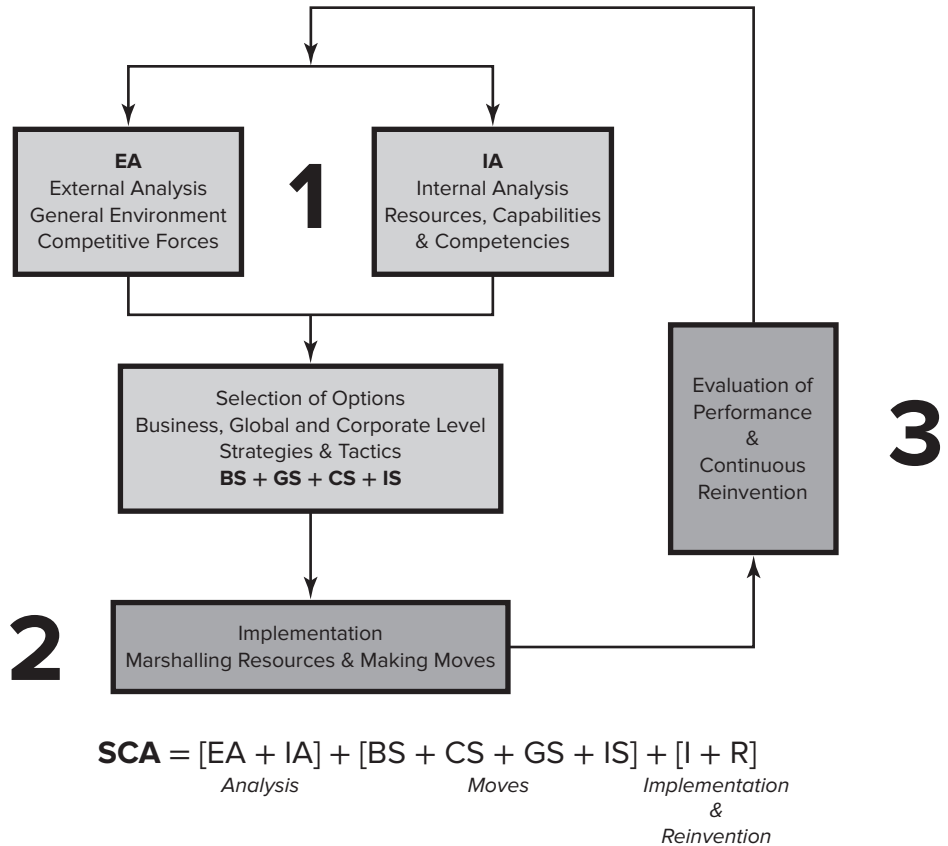 EA
External Analysis
General Environment
Competitive Forces
1
IA
Internal Analysis
Resources, Capabilities
& Competencies
Selection of Options
Business, Global and Corporate Level
Strategies & Tactics
BS + GS + CS + IS
Evaluation of
Performance
&
Continuous
Reinvention
3
2
Implementation
Marshalling Resources & Making Moves
SCA = [EA + IA] + [BS + CS + GS + IS] + [I + R]
Analysis Moves Implementation
&
Reinvention